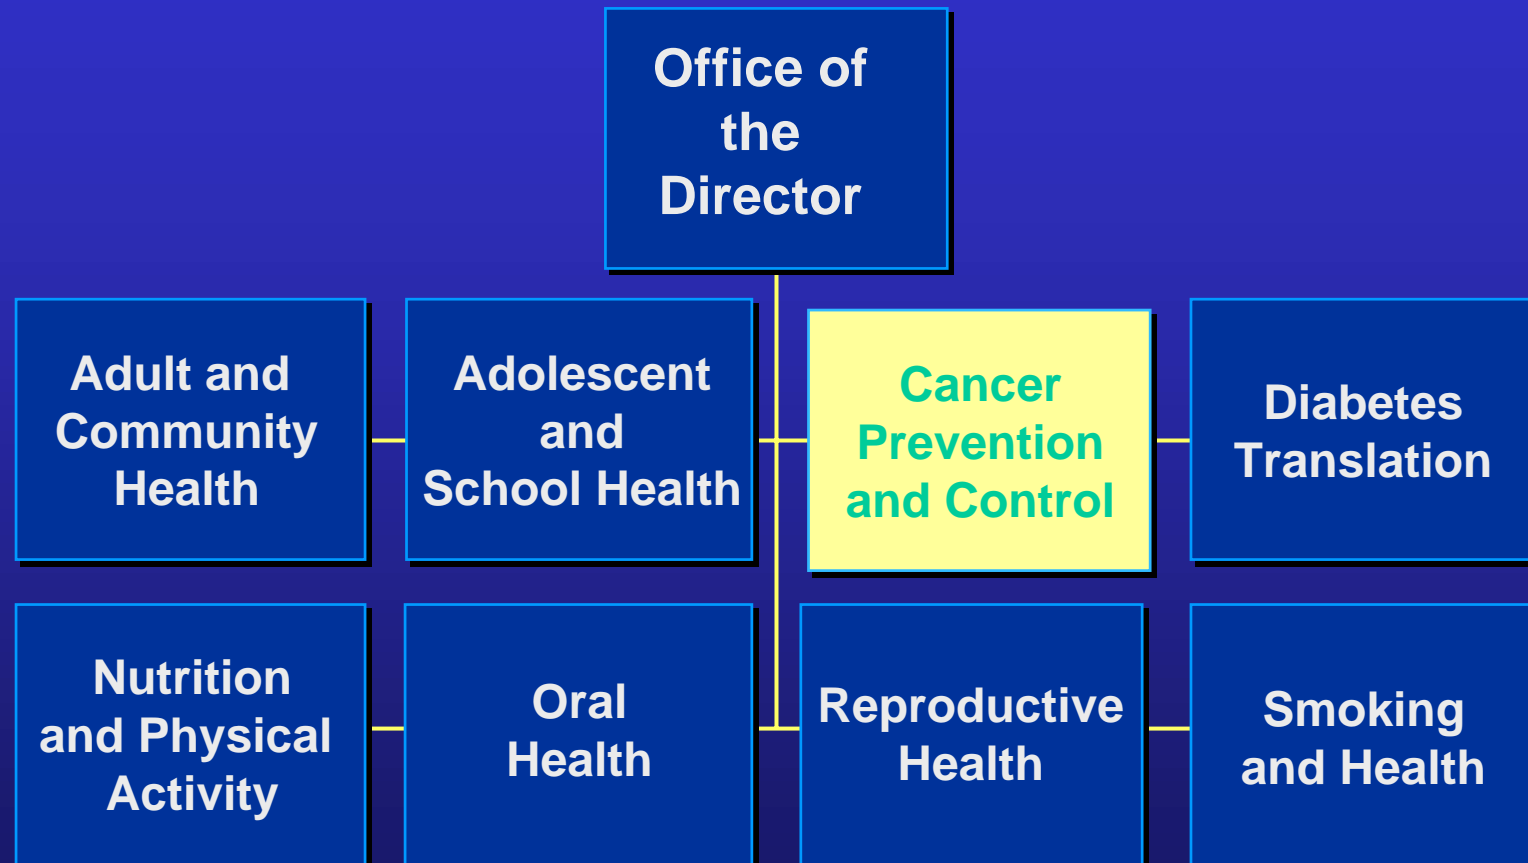 Office of
the
Director
Adult and
Community
Health
Adolescent
and
School Health
Cancer
Prevention
and Control
Diabetes
Translation
Nutrition
and Physical
Activity
Oral
Health
Reproductive
Health
Smoking
and Health